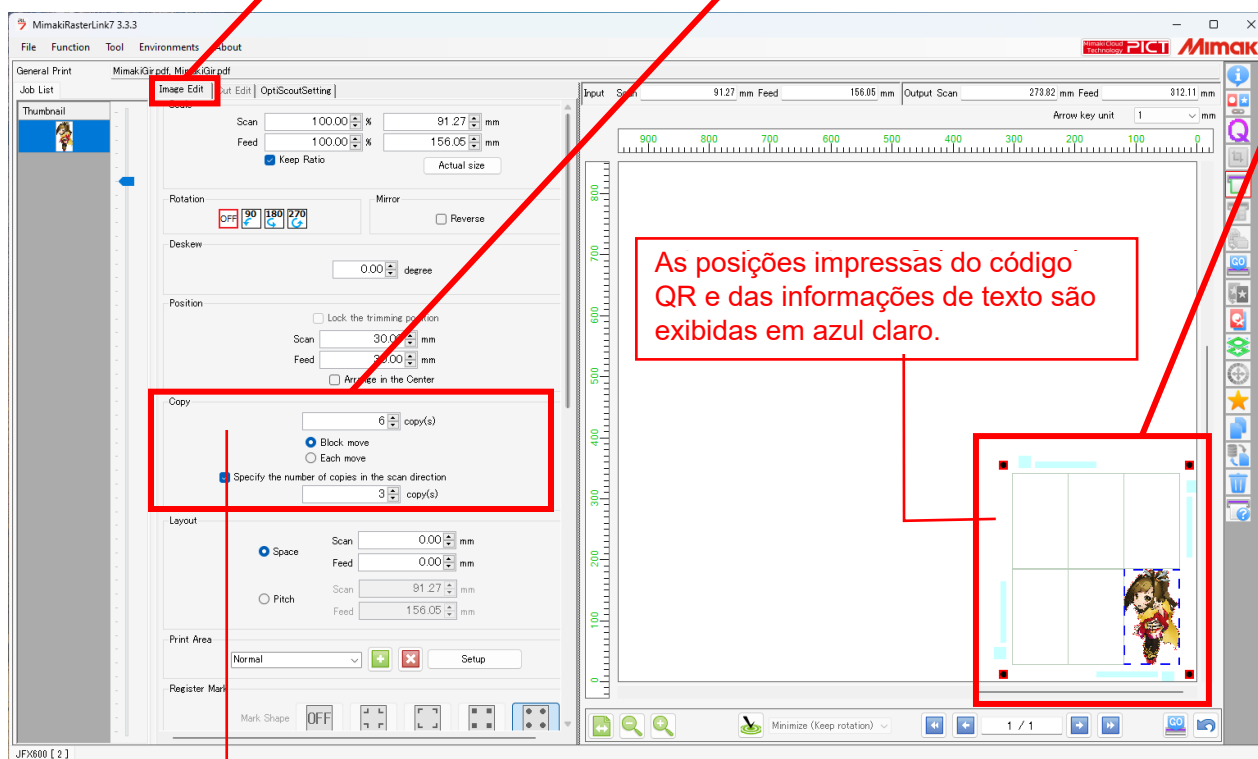 MimakiRasterLink7 3.3.3
File Function Tool Environments About
Mimaki Cloud Technology PICT Mimaki
General Print MimakiGir.pdf, MimakiGir.pdf
Job List
Thumbnail
Image Edit Cut Edit OptiScoutSetting
Scale
Scan 100.00 % 91.27 mm
Feed 100.00 % 156.05 mm
Keep Ratio Actual size
Rotation Mirror
OFF 90 180 270 Reverse
Deskew
0.00 degree
Position
Lock the trimming position
Scan 30.00 mm
Feed 30.00 mm
Arrange in the Center
Copy
6 copy(s)
Block move
Each move
Specify the number of copies in the scan direction
3 copy(s)
Layout
Space
Scan 0.00 mm
Feed 0.00 mm
Pitch
Scan 91.27 mm
Feed 156.05 mm
Print Area
Normal Setup
Register Mark
Mark Shape OFF
Input Scan 91.27 mm Feed 156.05 mm Output Scan 273.82 mm Feed 312.11 mm
Arrow key unit 1 mm
900 800 700 600 500 400 300 200 100 0
800
700
600
500
400
300
200
100
0
As posições impressas do código
QR e das informações de texto são
exibidas em azul claro.
Minimize (Keep rotation) 1 / 1 GO
Q
GO
JFX600 [ 2 ]